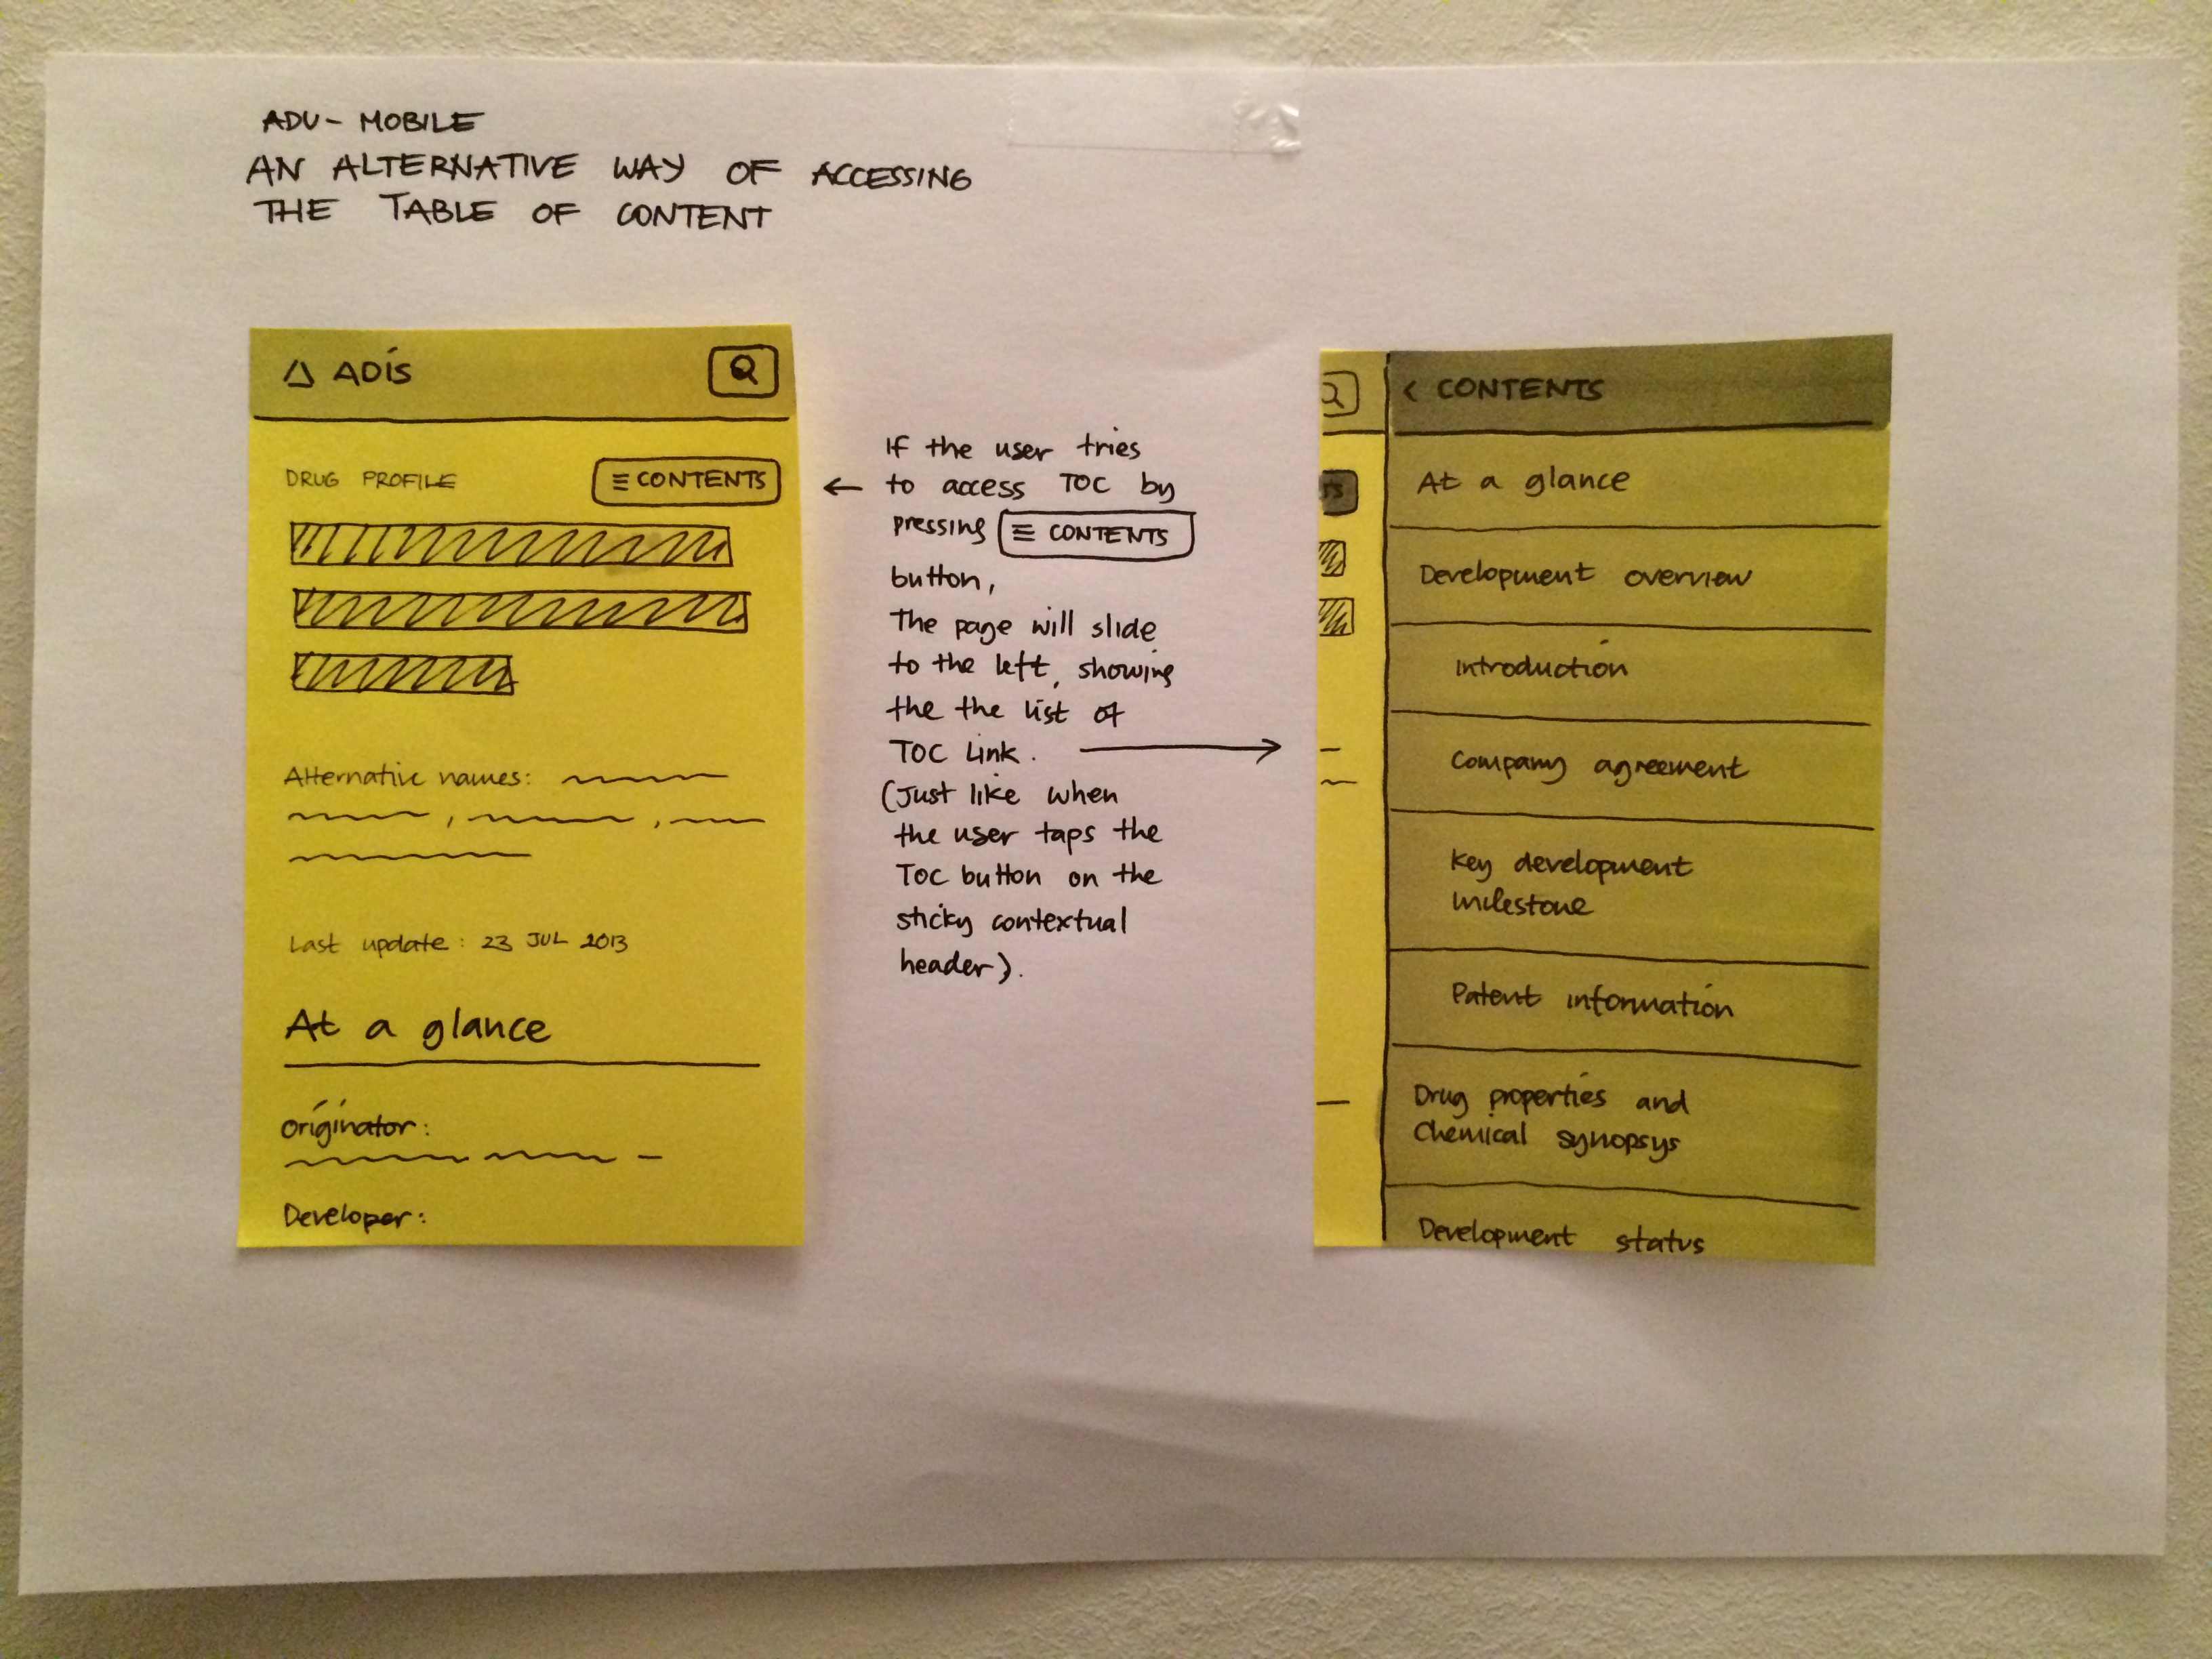 ADU - MOBILE
AN ALTERNATIVE WAY OF ACCESSING
THE TABLE OF CONTENT
ADIS
DRUG PROFILE
≡ CONTENTS
Alternative names:
Last update: 23 JUL 2013
At a glance
Originator:
Developer:
If the user tries
← to access TOC by
pressing ≡ CONTENTS
button,
The page will slide
to the left, showing
the the list of
TOC Link. →
(Just like when
the user taps the
TOC button on the
sticky contextual
header).
< CONTENTS
At a glance
Development overview
Introduction
Company agreement
Key development
milestone
Patent information
Drug properties and
Chemical synopsys
Development status